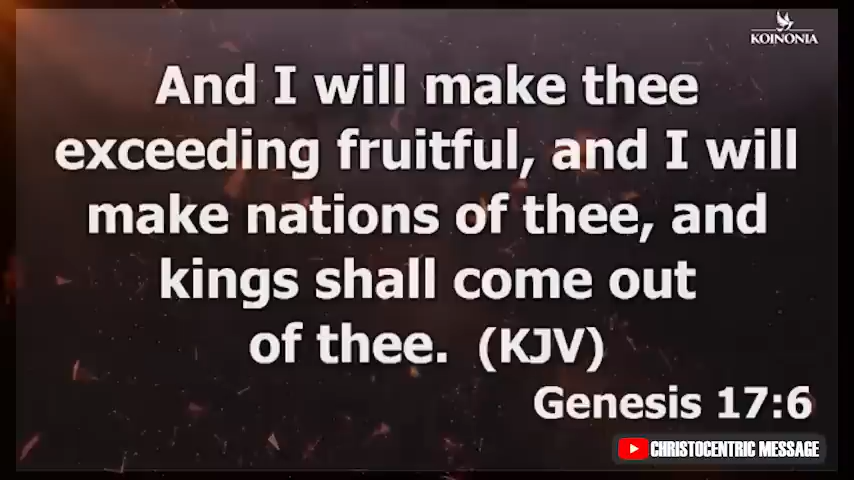 KOINONIA
And I will make thee
exceeding fruitful, and I will
make nations of thee, and
kings shall come out
of thee. (KJV)
Genesis 17:6
CHRISTOCENTRIC MESSAGE